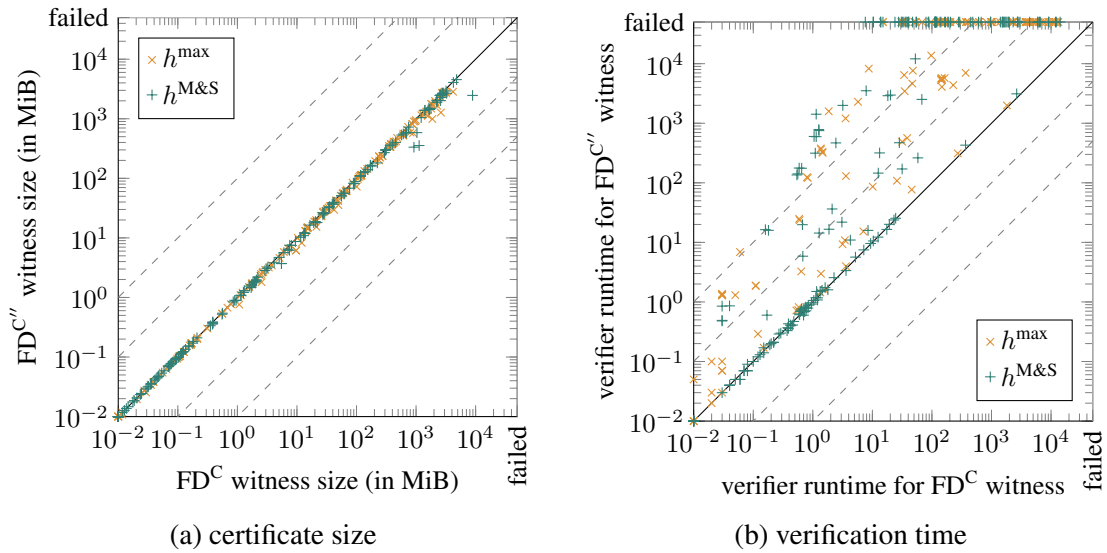 failed
10^4
10^3
10^2
10^1
10^0
10^−1
10^−2
FD^C″ witness size (in MiB)
h^max
h^M&S
10^−2 10^−1 10^0 10^1 10^2 10^3 10^4 failed
FD^C witness size (in MiB)
(a) certificate size
failed
10^4
10^3
10^2
10^1
10^0
10^−1
10^−2
verifier runtime for FD^C″ witness
h^max
h^M&S
10^−2 10^−1 10^0 10^1 10^2 10^3 10^4 failed
verifier runtime for FD^C witness
(b) verification time